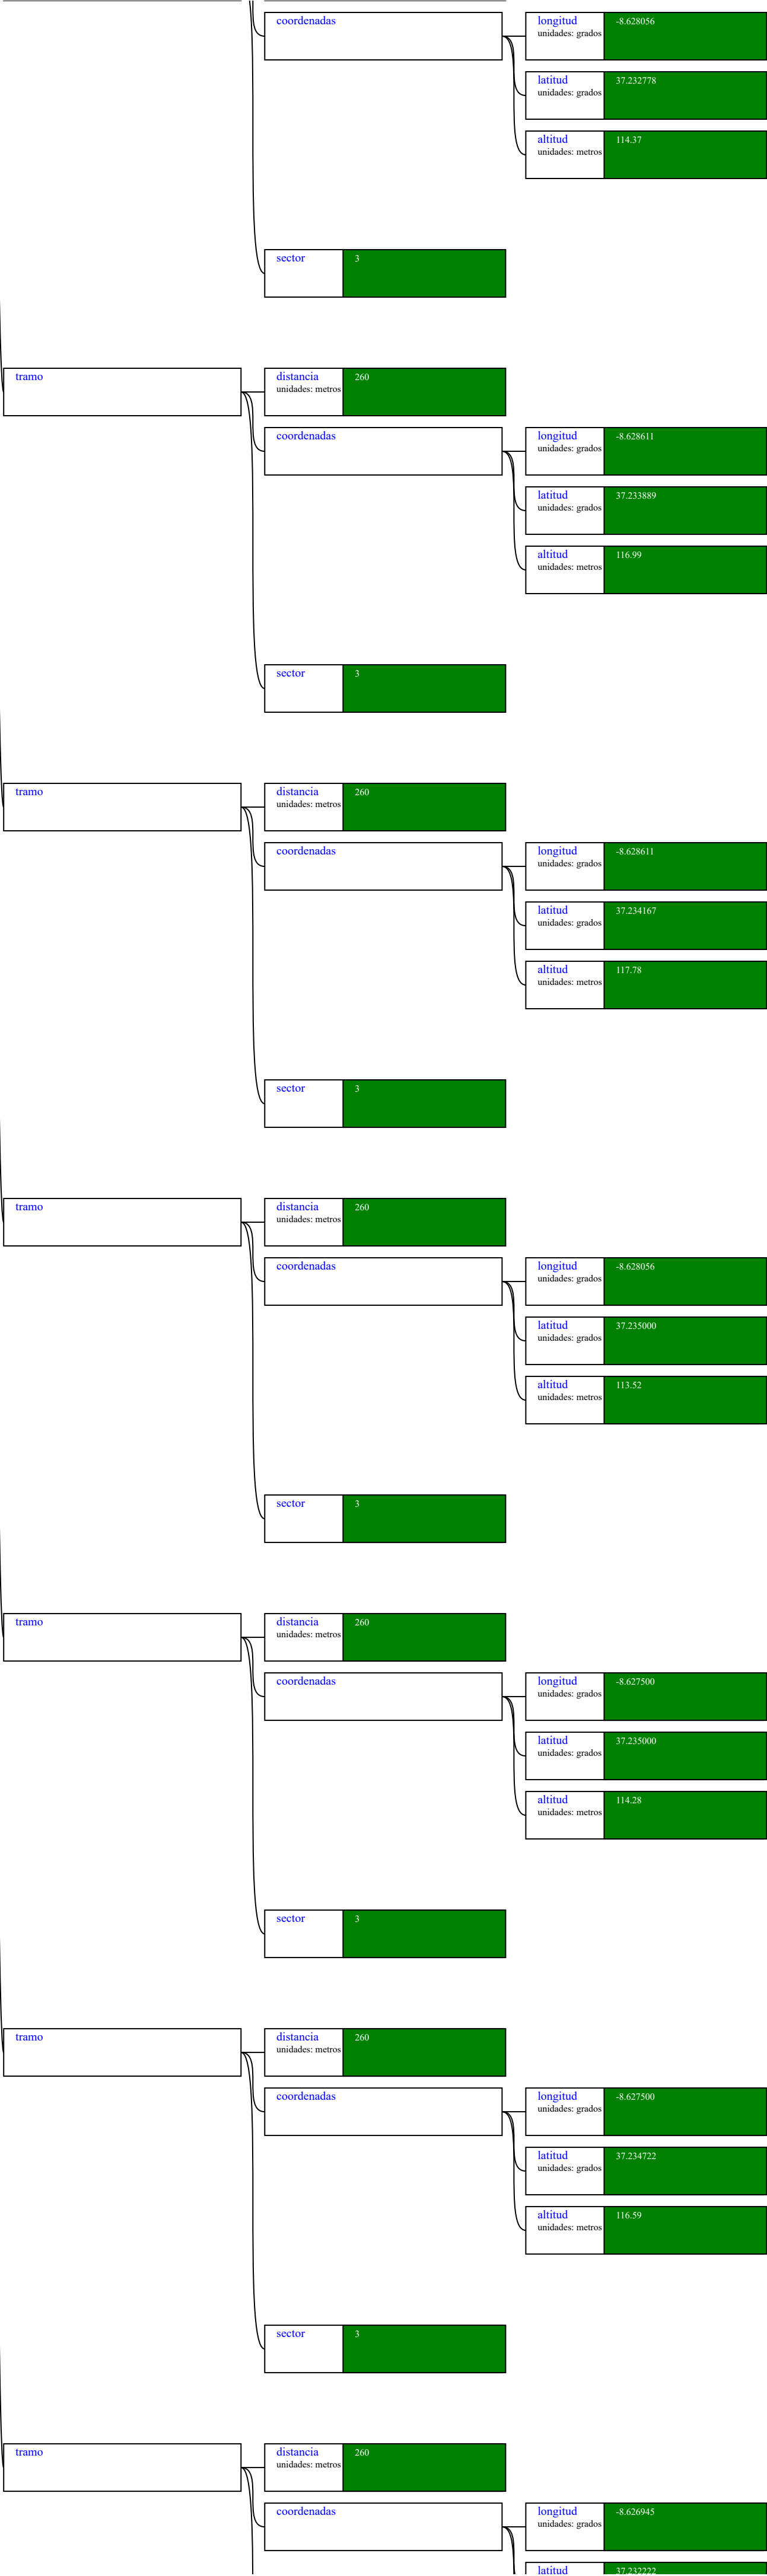 coordenadas
longitud
unidades: grados
-8.628056
latitud
unidades: grados
37.232778
altitud
unidades: metros
114.37
sector
3
tramo
distancia
unidades: metros
260
coordenadas
longitud
unidades: grados
-8.628611
latitud
unidades: grados
37.233889
altitud
unidades: metros
116.99
sector
3
tramo
distancia
unidades: metros
260
coordenadas
longitud
unidades: grados
-8.628611
latitud
unidades: grados
37.234167
altitud
unidades: metros
117.78
sector
3
tramo
distancia
unidades: metros
260
coordenadas
longitud
unidades: grados
-8.628056
latitud
unidades: grados
37.235000
altitud
unidades: metros
113.52
sector
3
tramo
distancia
unidades: metros
260
coordenadas
longitud
unidades: grados
-8.627500
latitud
unidades: grados
37.235000
altitud
unidades: metros
114.28
sector
3
tramo
distancia
unidades: metros
260
coordenadas
longitud
unidades: grados
-8.627500
latitud
unidades: grados
37.234722
altitud
unidades: metros
116.59
sector
3
tramo
distancia
unidades: metros
260
coordenadas
longitud
unidades: grados
-8.626945
latitud
37.232222